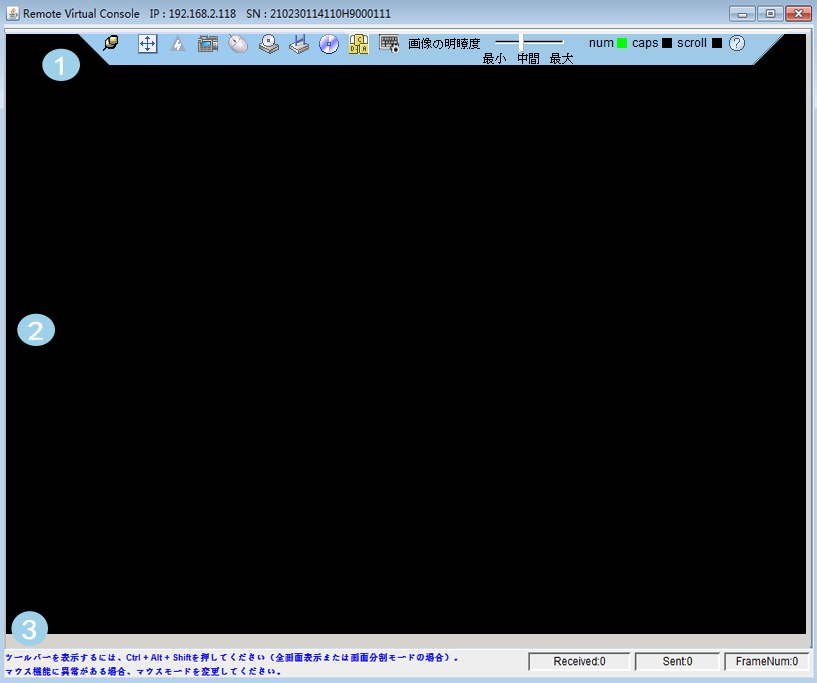 Remote Virtual Console IP : 192.168.2.118 SN : 210230114110H9000111
画像の明瞭度
最小 中間 最大
num caps scroll ?
C
D A
1
2
3
ツールバーを表示するには、Ctrl + Alt + Shiftを押してください（全画面表示または画面分割モードの場合）.
マウス機能に異常がある場合、マウスモードを変更してください.
Received:0 Sent:0 FrameNum:0